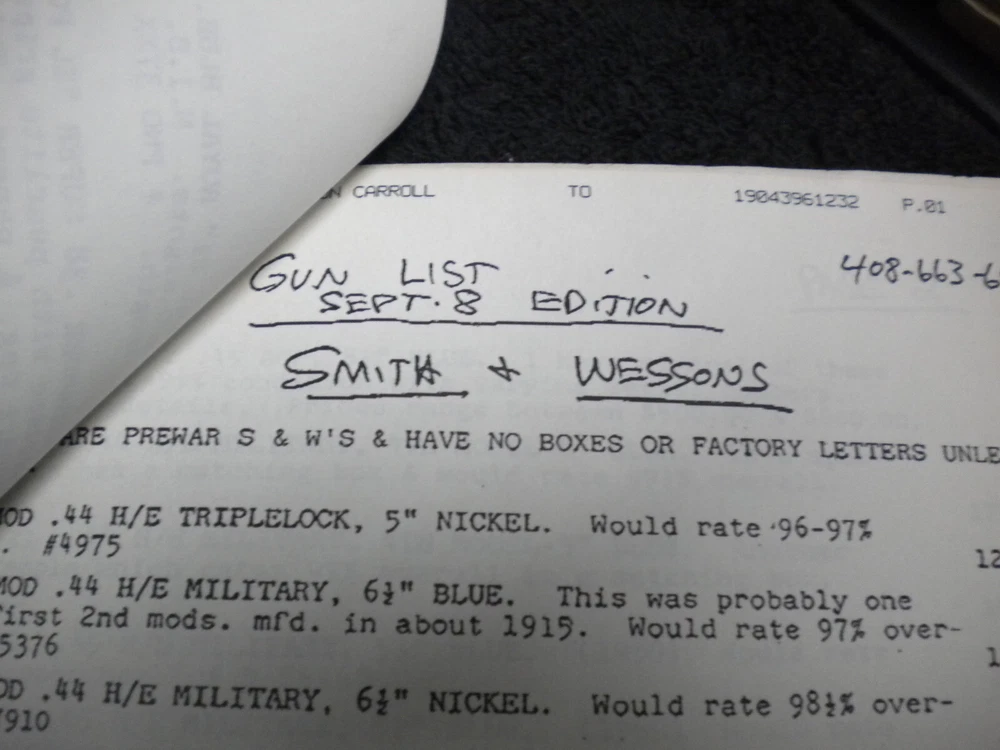 CARROLL TO 19043961232 P.01
408-663-6
GUN LIST
SEPT. 8 EDITION
SMITH & WESSONS
ARE PREWAR S & W'S & HAVE NO BOXES OR FACTORY LETTERS UNLE
MOD .44 H/E TRIPLELOCK, 5" NICKEL. Would rate 96-97%
. #4975 12
MOD .44 H/E MILITARY, 6½" BLUE. This was probably one
first 2nd mods. mfd. in about 1915. Would rate 97% over-
5376 1
OD .44 H/E MILITARY, 6½" NICKEL. Would rate 98½% over-
7910